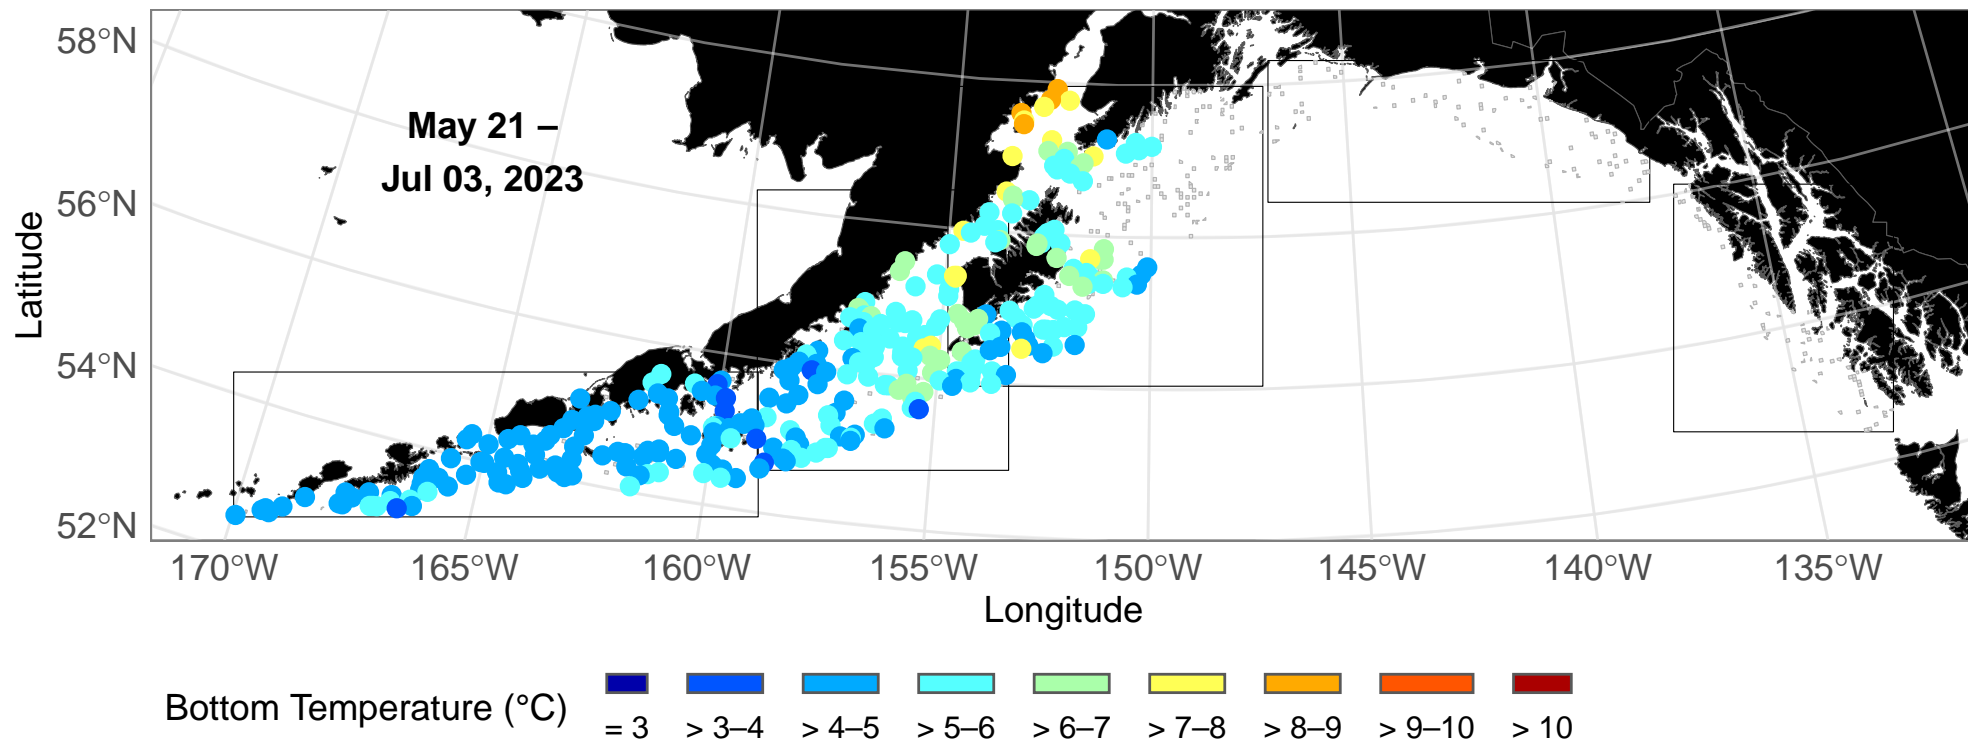 58°N
56°N
54°N
52°N
Latitude
May 21 –
Jul 03, 2023
170°W 165°W 160°W 155°W 150°W 145°W 140°W 135°W
Longitude
Bottom Temperature (°C)
= 3 > 3–4 > 4–5 > 5–6 > 6–7 > 7–8 > 8–9 > 9–10 > 10